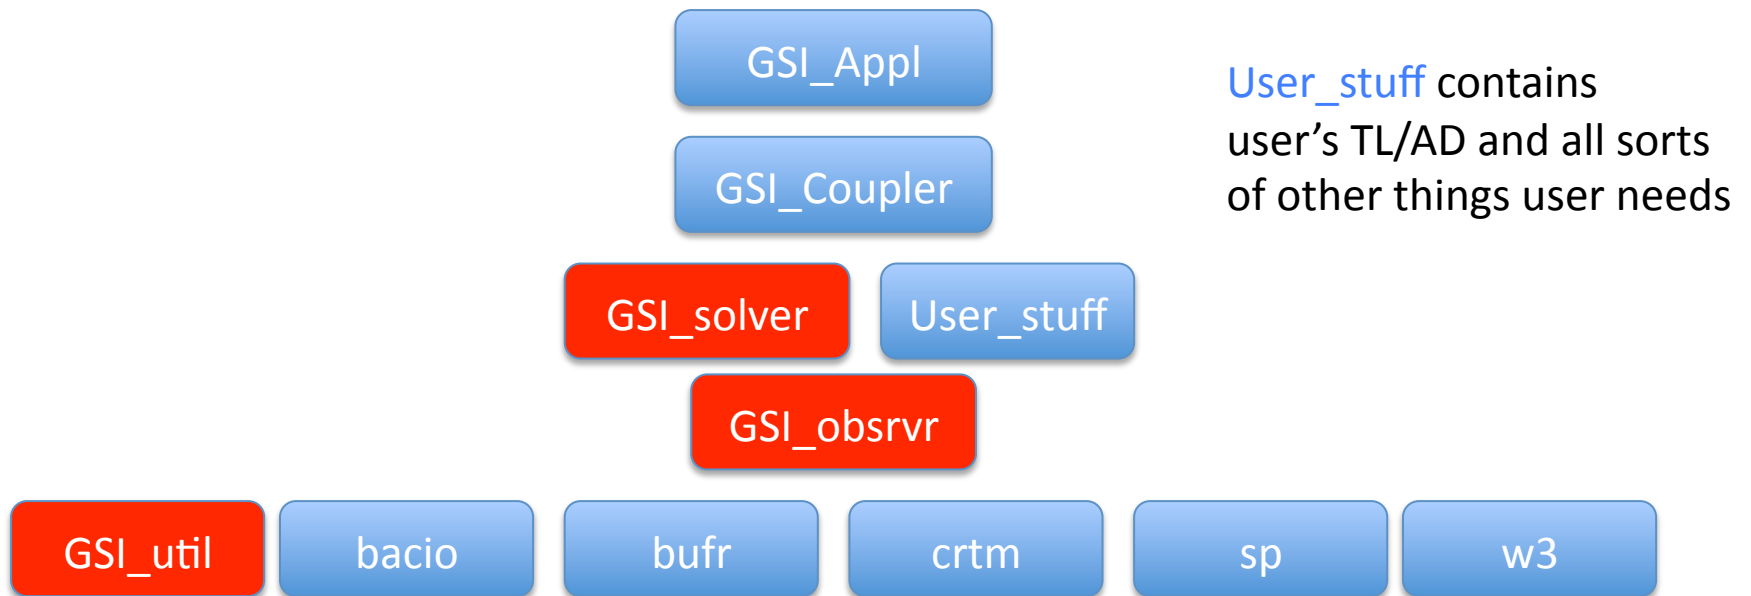 GSI_Appl
User_stuff contains
user's TL/AD and all sorts
of other things user needs
GSI_Coupler
GSI_solver
User_stuff
GSI_obsrvr
GSI_util
bacio
bufr
crtm
sp
w3